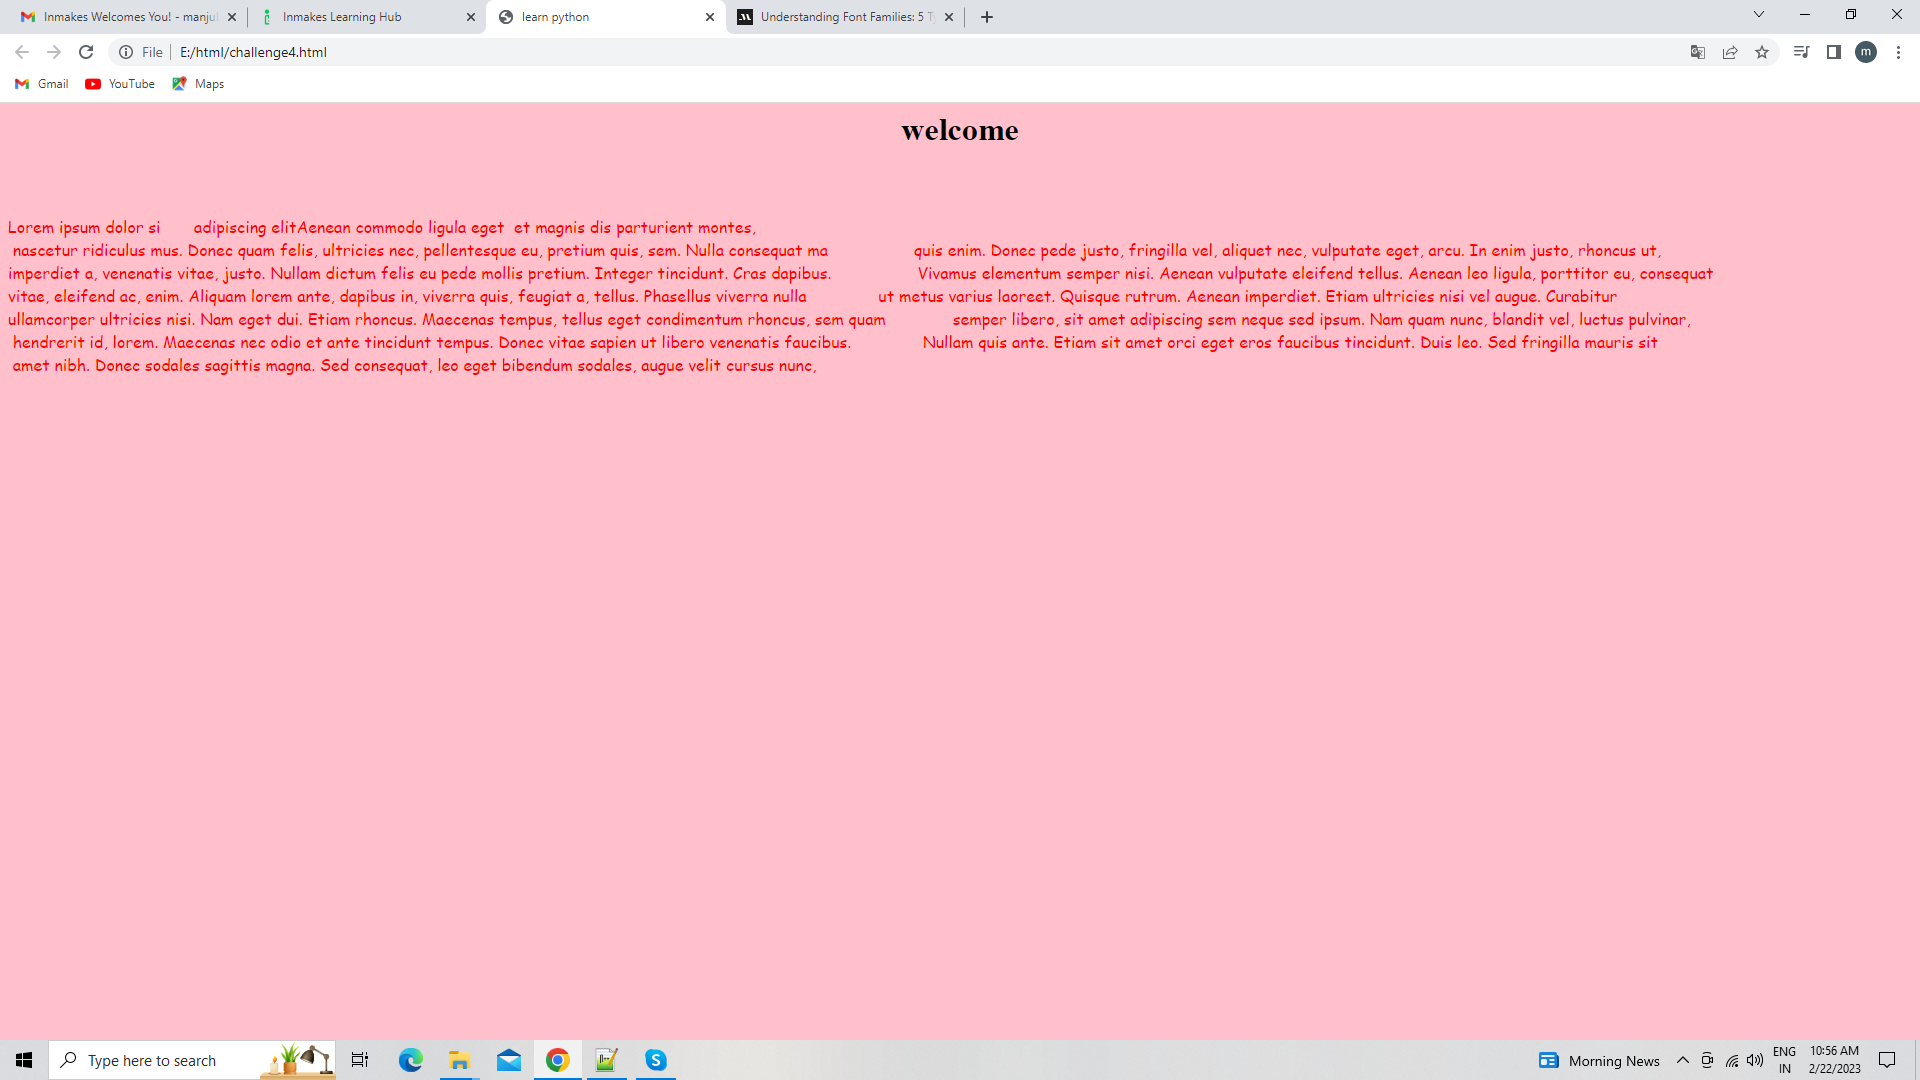 Inmakes Welcomes You! - manju
Inmakes Learning Hub
learn python
Understanding Font Families: 5 T
File
E:/html/challenge4.html
m
Gmail
YouTube
Maps
welcome
Lorem ipsum dolor si adipiscing elitAenean commodo ligula eget et magnis dis parturient montes,
nascetur ridiculus mus. Donec quam felis, ultricies nec, pellentesque eu, pretium quis, sem. Nulla consequat ma quis enim. Donec pede justo, fringilla vel, aliquet nec, vulputate eget, arcu. In enim justo, rhoncus ut,
imperdiet a, venenatis vitae, justo. Nullam dictum felis eu pede mollis pretium. Integer tincidunt. Cras dapibus. Vivamus elementum semper nisi. Aenean vulputate eleifend tellus. Aenean leo ligula, porttitor eu, consequat
vitae, eleifend ac, enim. Aliquam lorem ante, dapibus in, viverra quis, feugiat a, tellus. Phasellus viverra nulla ut metus varius laoreet. Quisque rutrum. Aenean imperdiet. Etiam ultricies nisi vel augue. Curabitur
ullamcorper ultricies nisi. Nam eget dui. Etiam rhoncus. Maecenas tempus, tellus eget condimentum rhoncus, sem quam semper libero, sit amet adipiscing sem neque sed ipsum. Nam quam nunc, blandit vel, luctus pulvinar,
hendrerit id, lorem. Maecenas nec odio et ante tincidunt tempus. Donec vitae sapien ut libero venenatis faucibus. Nullam quis ante. Etiam sit amet orci eget eros faucibus tincidunt. Duis leo. Sed fringilla mauris sit
amet nibh. Donec sodales sagittis magna. Sed consequat, leo eget bibendum sodales, augue velit cursus nunc,
Type here to search
Morning News
ENG
IN
10:56 AM
2/22/2023